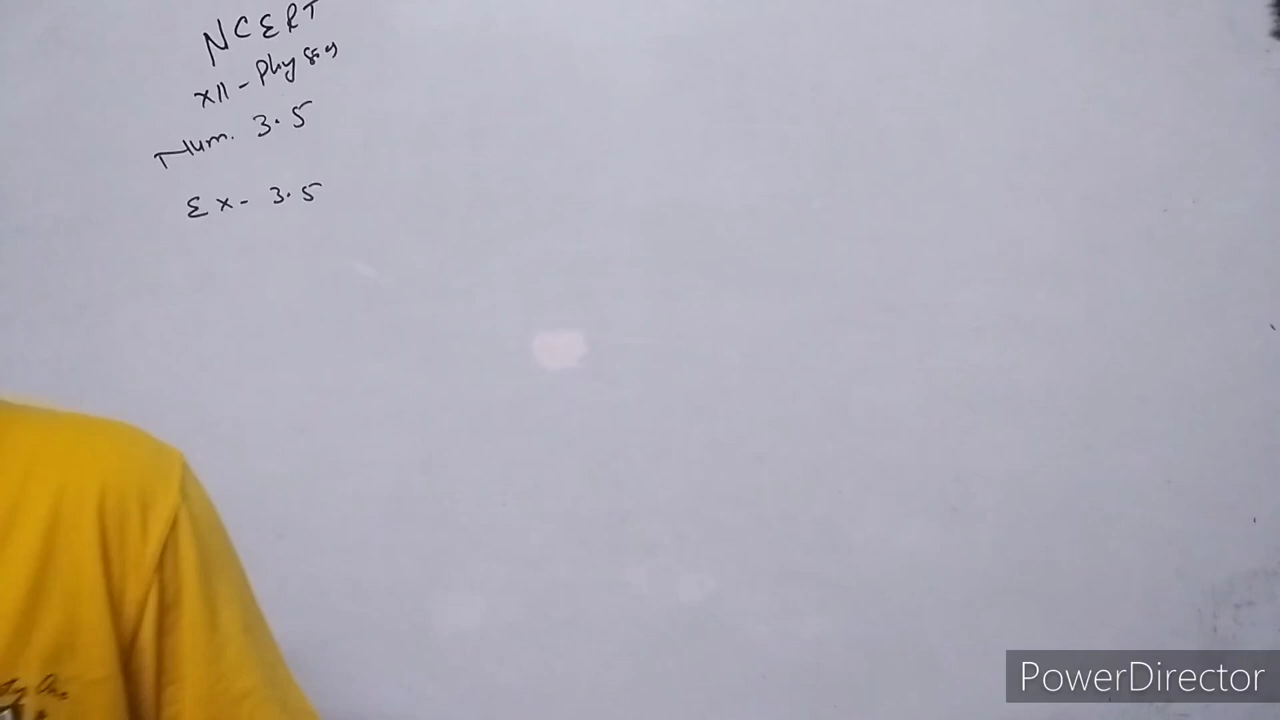 NCERT
XII - Physics
Num. 3.5
Ex- 3.5
PowerDirector